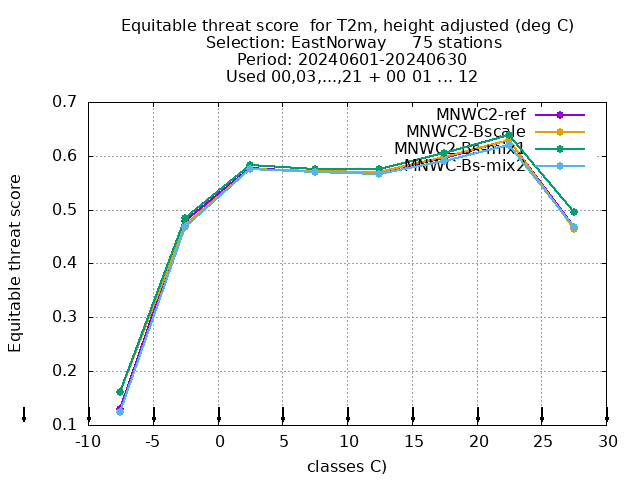 Equitable threat score  for T2m, height adjusted (deg C)
Selection: EastNorway     75 stations
Period: 20240601-20240630
Used 00,03,...,21 + 00 01 ... 12
MNWC2-ref
MNWC2-Bscale
MNWC2-Bs-mix1
MNWC-Bs-mix2
Equitable threat score
0.7
0.6
0.5
0.4
0.3
0.2
0.1
-10 -5 0 5 10 15 20 25 30
classes C)